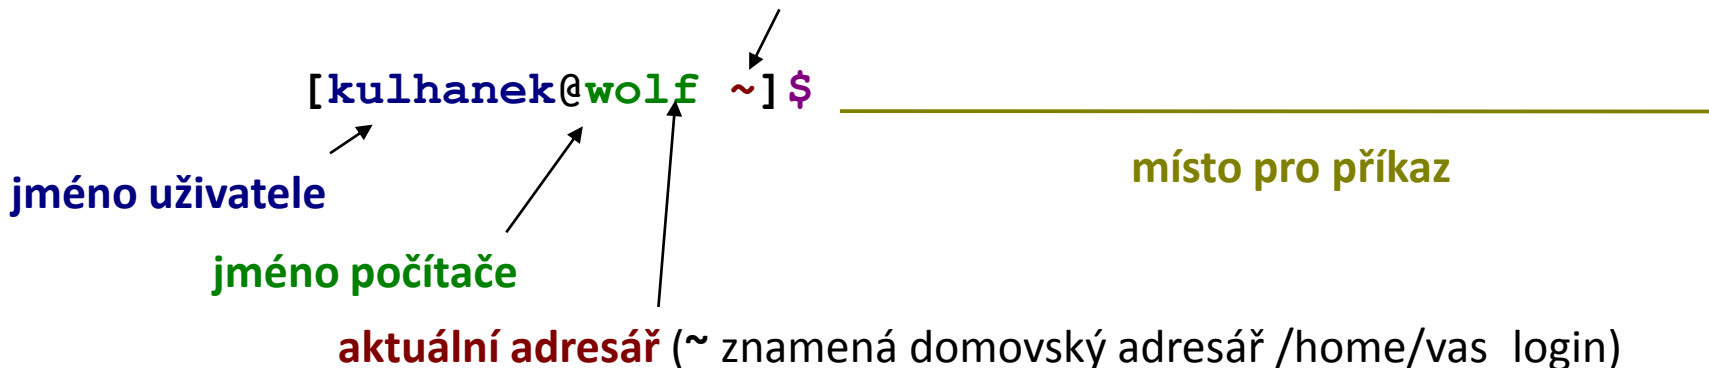 [kulhanek@wolf ~]$
místo pro příkaz
jméno uživatele
jméno počítače
aktuální adresář (~ znamená domovský adresář /home/vas login)